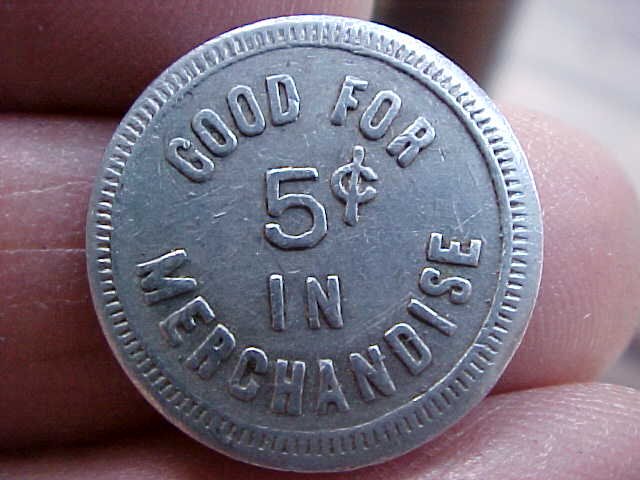 GOOD FOR
5¢
IN
MERCHANDISE